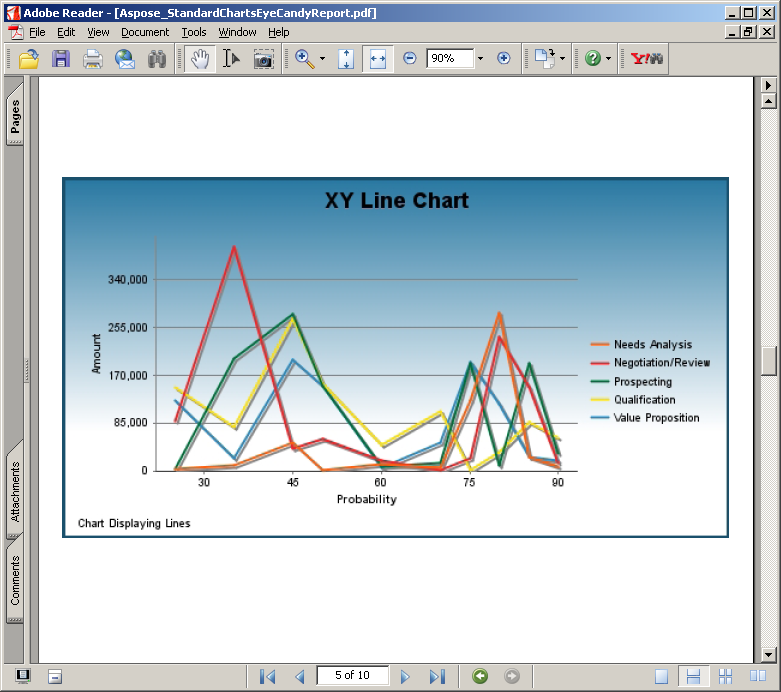 Adobe Reader - [Aspose_StandardChartsEyeCandyReport.pdf]
File Edit View Document Tools Window Help
90%
Y!
Pages
Attachments
Comments
XY Line Chart
Amount
340,000
255,000
170,000
85,000
0
30 45 60 75 90
Probability
Needs Analysis
Negotiation/Review
Prospecting
Qualification
Value Proposition
Chart Displaying Lines
5 of 10